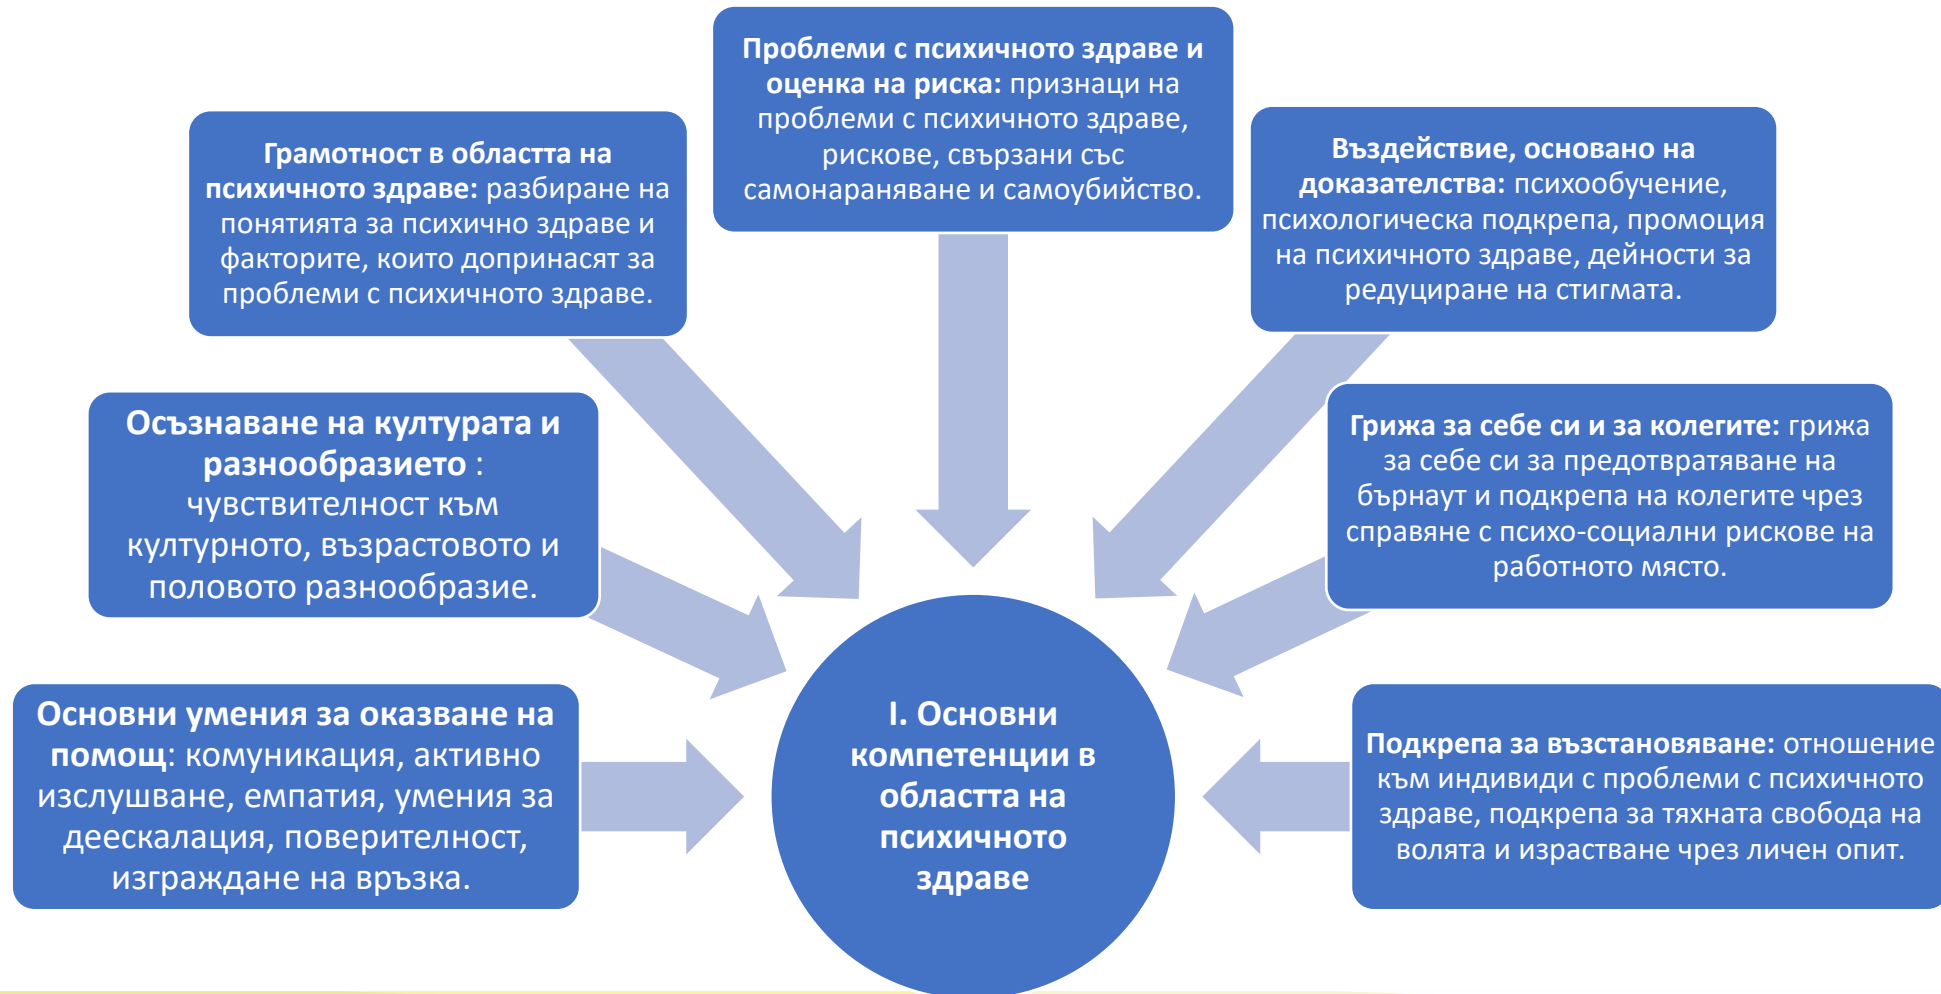 Проблеми с психичното здраве и
оценка на риска: признаци на
проблеми с психичното здраве,
рискове, свързани със
самонараняване и самоубийство.
Грамотност в областта на
психичното здраве: разбиране на
понятията за психично здраве и
факторите, които допринасят за
проблеми с психичното здраве.
Въздействие, основано на
доказателства: психообучение,
психологическа подкрепа, промоция
на психичното здраве, дейности за
редуциране на стигмата.
Осъзнаване на културата и
разнообразието :
чувствителност към
културното, възрастовото и
половото разнообразие.
Грижа за себе си и за колегите: грижа
за себе си за предотвратяване на
бърнаут и подкрепа на колегите чрез
справяне с психо-социални рискове на
работното място.
Основни умения за оказване на
помощ: комуникация, активно
изслушване, емпатия, умения за
деескалация, поверителност,
изграждане на връзка.
I. Основни
компетенции в
областта на
психичното
здраве
Подкрепа за възстановяване: отношение
към индивиди с проблеми с психичното
здраве, подкрепа за тяхната свобода на
волята и израстване чрез личен опит.